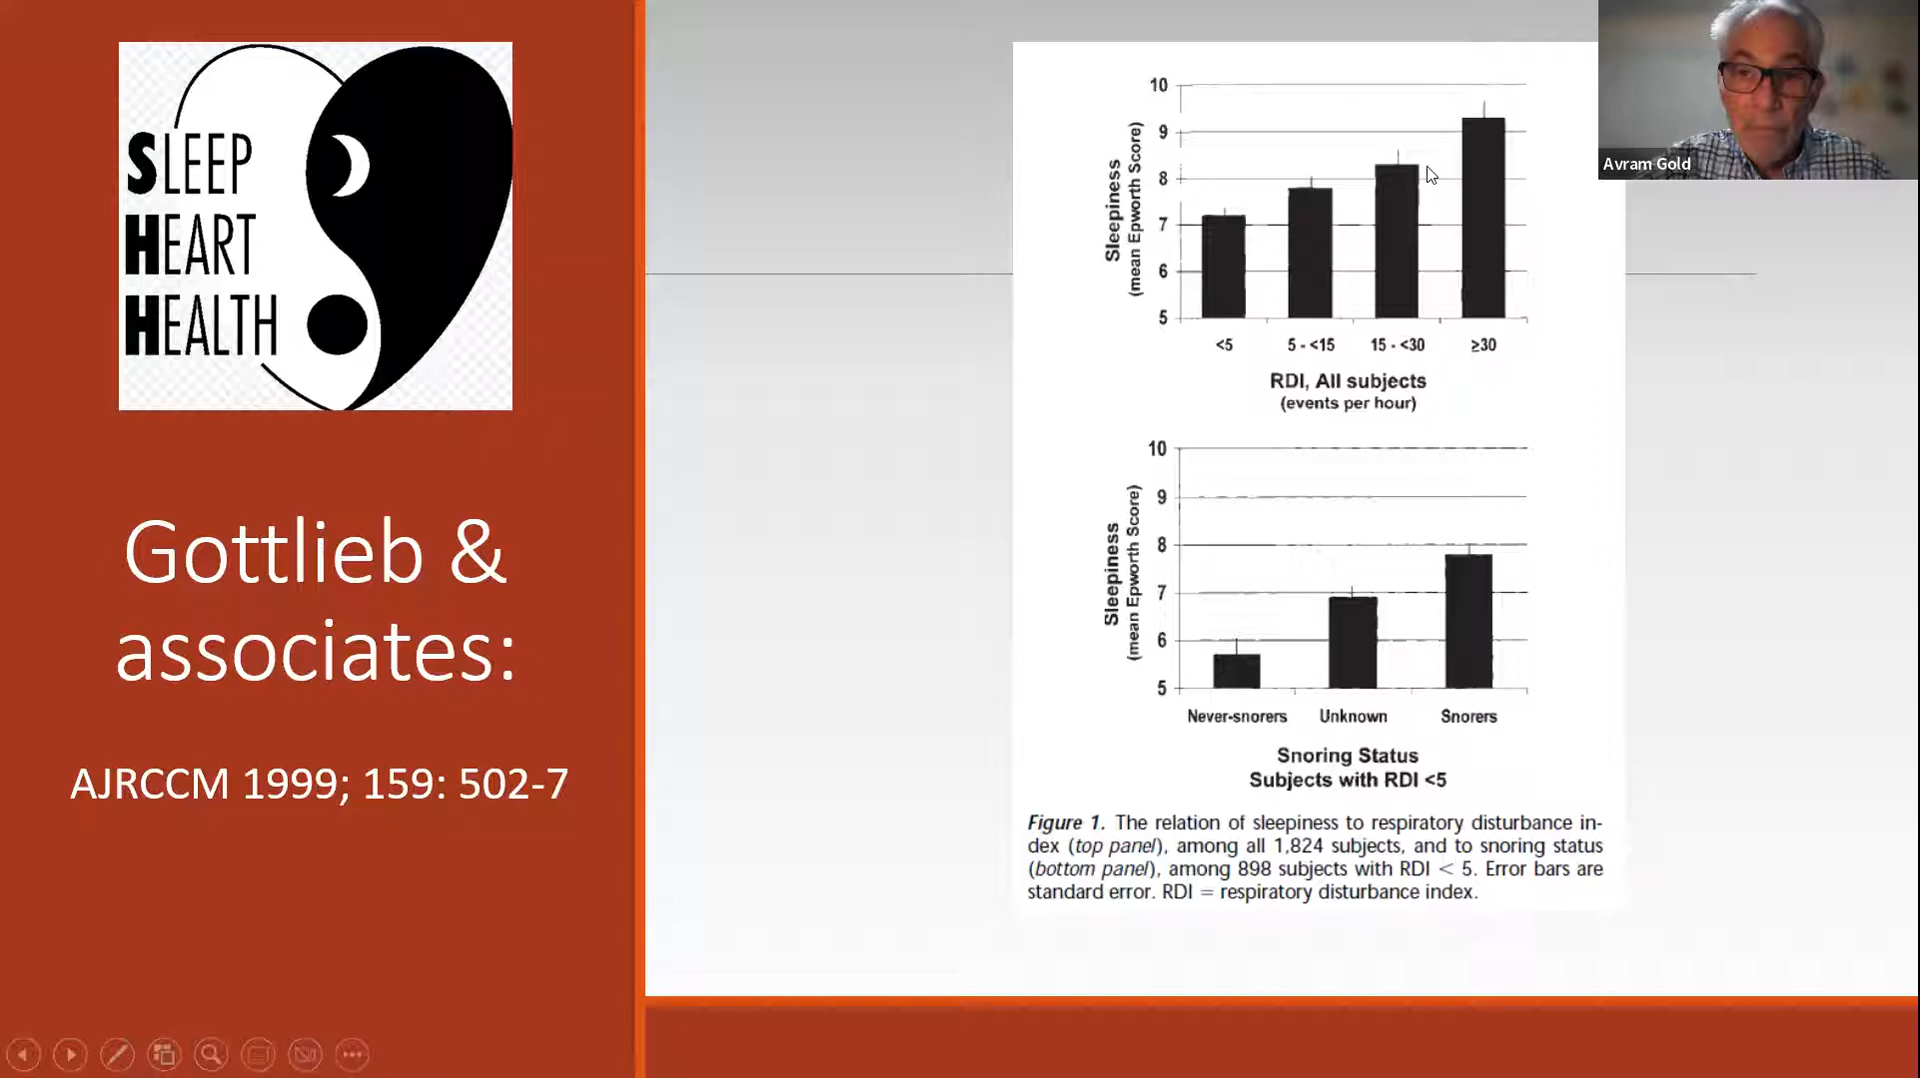 SLEEP
HEART
HEALTH
Gottlieb &
associates:
AJRCCM 1999; 159: 502-7
10
9
8
7
6
5
Sleepiness
(mean Epworth Score)
<5
5 - <15
15 - <30
≥30
RDI, All subjects
(events per hour)
10
9
8
7
6
5
Sleepiness
(mean Epworth Score)
Never-snorers
Unknown
Snorers
Snoring Status
Subjects with RDI <5
Figure 1. The relation of sleepiness to respiratory disturbance in-
dex (top panel), among all 1,824 subjects, and to snoring status
(bottom panel), among 898 subjects with RDI < 5. Error bars are
standard error. RDI = respiratory disturbance index.
Avram Gold